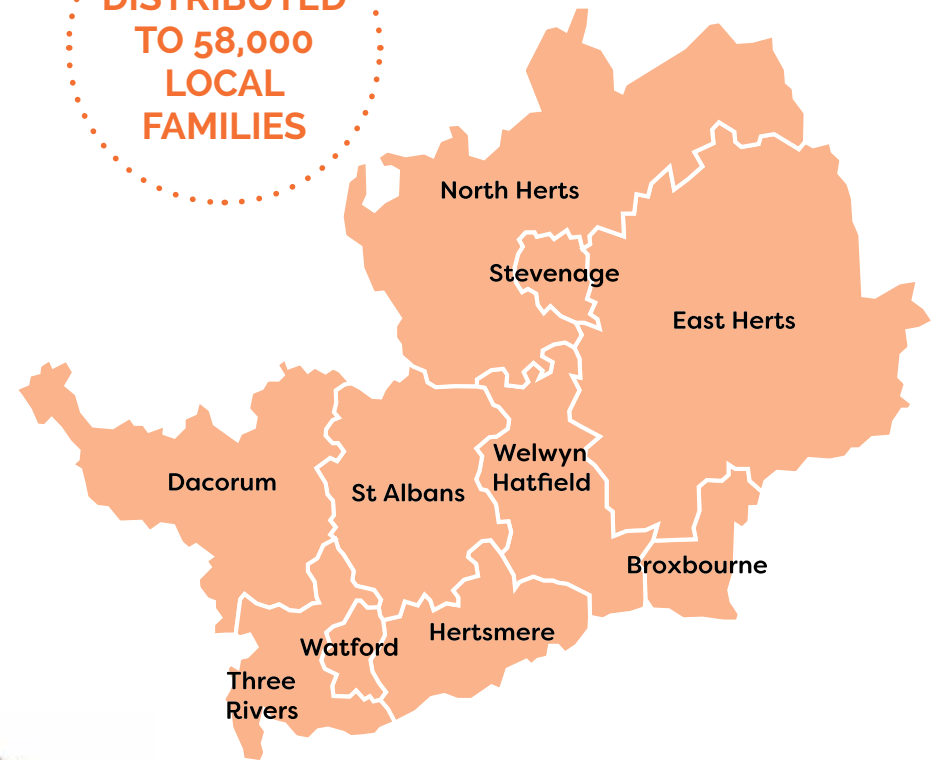 DISTRIBUTED
TO 58,000
LOCAL
FAMILIES
North Herts
Stevenage
East Herts
Welwyn
Hatfield
Dacorum
St Albans
Broxbourne
Hertsmere
Watford
Three
Rivers